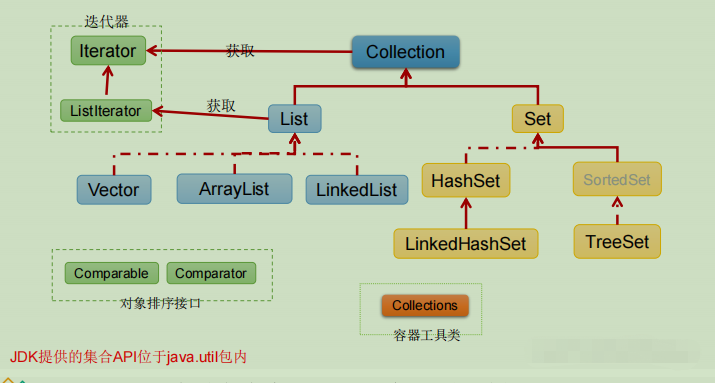 迭代器
Iterator
获取
Collection
ListIterator
获取
List
Set
Vector
ArrayList
LinkedList
HashSet
SortedSet
LinkedHashSet
TreeSet
Comparable
Comparator
对象排序接口
Collections
容器工具类
JDK提供的集合API位于java.util包内